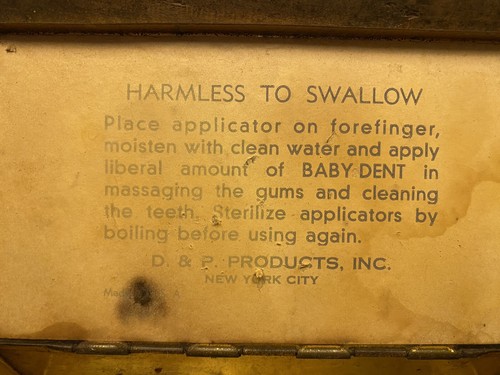 HARMLESS TO SWALLOW
Place applicator on forefinger,
moisten with clean water and apply
liberal amount of BABY DENT in
massaging the gums and cleaning
the teeth. Sterilize applicators by
boiling before using again.
D. & P. PRODUCTS, INC.
NEW YORK CITY